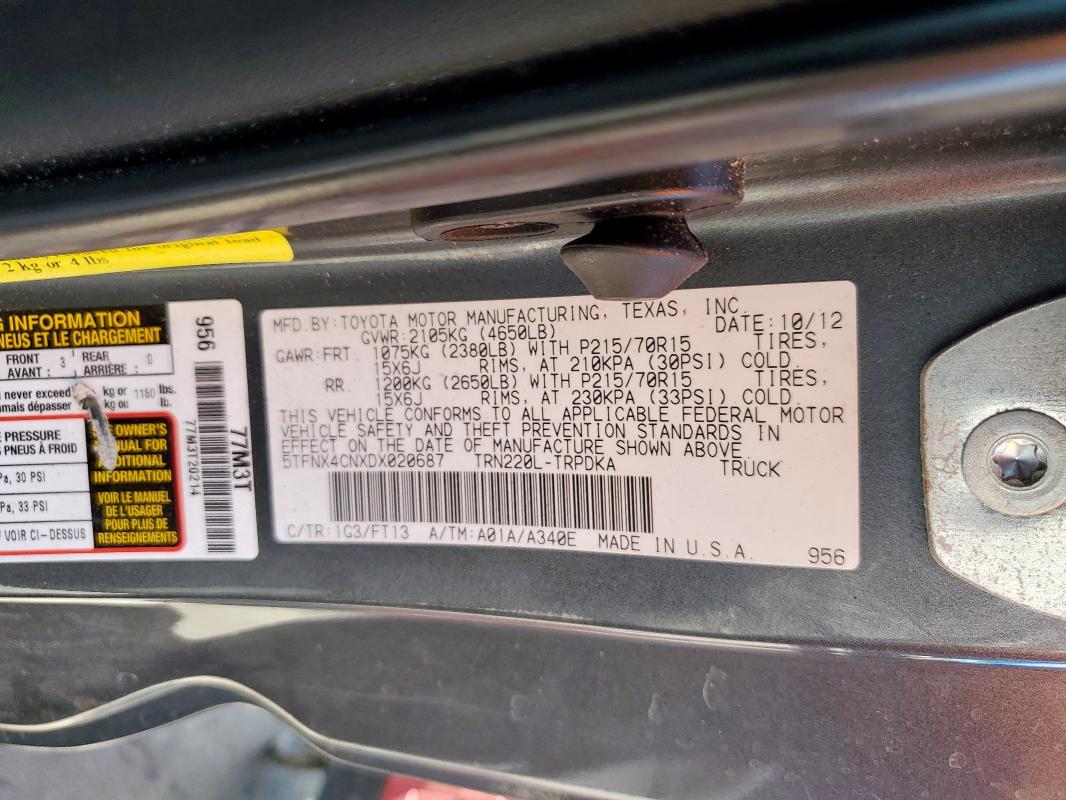 2 kg or 4 lbs
G INFORMATION
NEUS ET LE CHARGEMENT
FRONT 3 REAR 0
AVANT : ARRIÈRE :
never exceed kg or 1150 lbs.
amais dépasser kg ou lb.
E PRESSURE
S PNEUS À FROID
a, 30 PSI
Pa, 33 PSI
VOIR CI-DESSUS
OWNER'S
MANUAL FOR
ADDITIONAL
INFORMATION
VOIR LE MANUEL
DE L'USAGER
POUR PLUS DE
RENSEIGNEMENTS
956
77M3T20214
77M3T
MFD.BY:TOYOTA MOTOR MANUFACTURING, TEXAS, INC.
GVWR:2105KG (4650LB) DATE:10/12
GAWR:FRT. 1075KG (2380LB) WITH P215/70R15 TIRES,
15X6J RIMS, AT 210KPA (30PSI) COLD.
RR. 1200KG (2650LB) WITH P215/70R15 TIRES,
15X6J RIMS, AT 230KPA (33PSI) COLD.
THIS VEHICLE CONFORMS TO ALL APPLICABLE FEDERAL MOTOR
VEHICLE SAFETY AND THEFT PREVENTION STANDARDS IN
EFFECT ON THE DATE OF MANUFACTURE SHOWN ABOVE.
5TFNX4CNXDX020687 TRN220L-TRPDKA TRUCK
C/TR:1G3/FT13 A/TM:A01A/A340E MADE IN U.S.A. 956